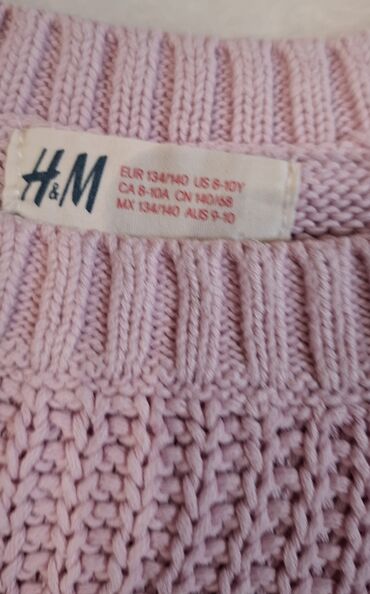 H&M
EUR 134/140 US 8-10Y
CA 8-10A CN 140/68
MX 134/140 AUS 9-10